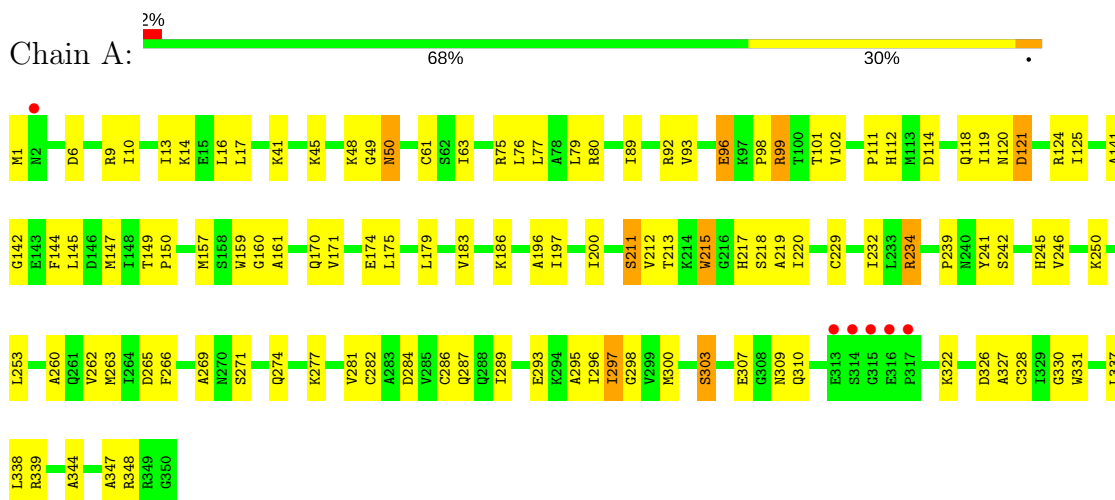 2%
Chain A:
68% 30% •
M1 N2 D6 R9 I10 I13 K14 E15 L16 L17 K41 K45 K48 G49 N50 C61 S62 I63 R75 L76 L77 A78 L79 R80 I89 R92 V93 E96 K97 P98 R99 T100 T101 V102 P111 H112 M113 D114 Q118 I119 N120 D121 R124 I125 A141
G142 E143 F144 L145 D146 M147 I148 T149 P150 M157 S158 W159 G160 A161 Q170 V171 E174 L175 L179 V183 K186 A196 I197 I200 S211 V212 T213 K214 W215 G216 H217 S218 A219 I220 C229 I232 L233 R234 P239 N240 Y241 S242 H245 V246 K250
L253 A260 Q261 V262 M263 I264 D265 F266 A269 N270 S271 Q274 K277 V281 C282 A283 D284 V285 C286 Q287 Q288 I289 E293 K294 A295 I296 I297 G298 V299 M300 S303 E307 G308 N309 Q310 E313 S314 G315 E316 P317 K322 D326 A327 C328 I329 G330 W331 L337
L338 R339 A344 A347 R348 R349 G350